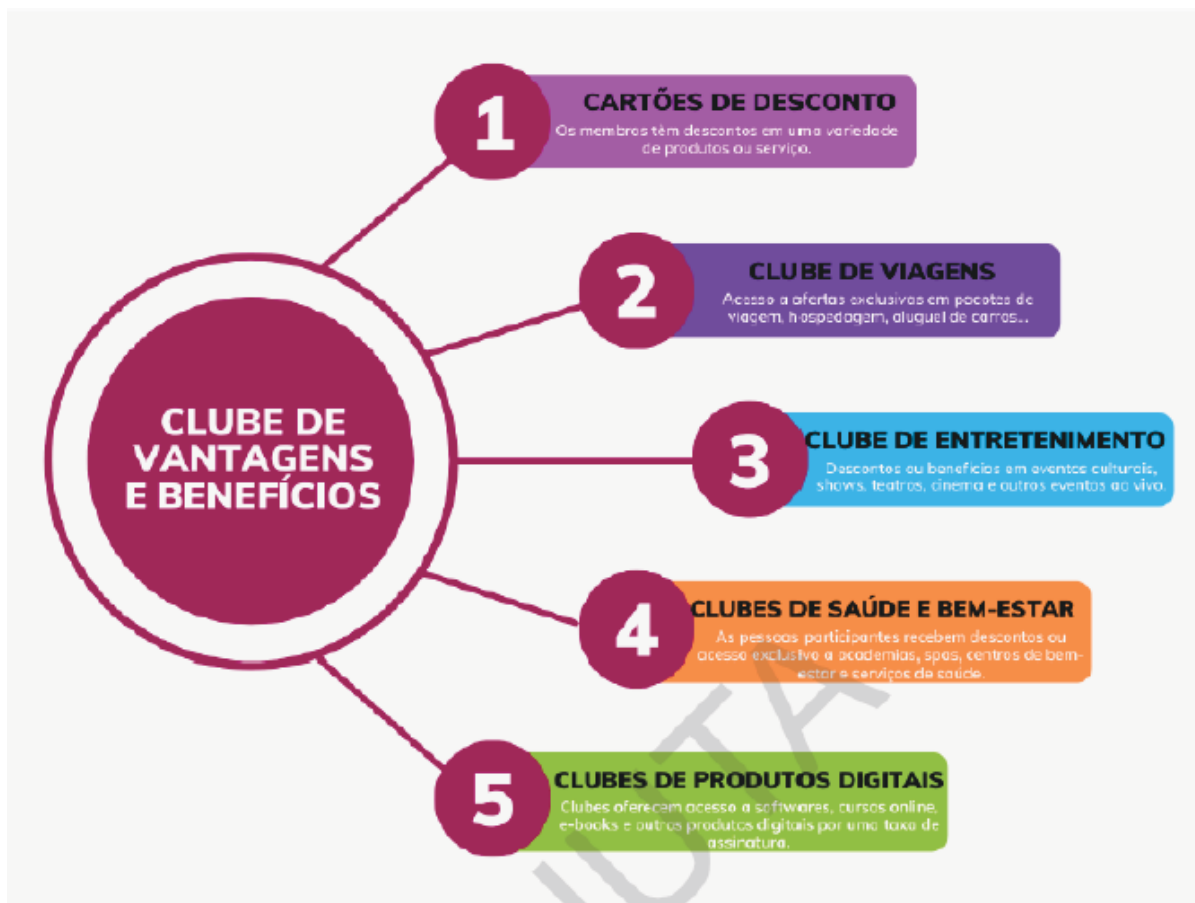 1
CARTÕES DE DESCONTO
Os membros têm descontos em uma variedade
de produtos ou serviço.
2
CLUBE DE VIAGENS
Acesso a ofertas exclusivas em pacotes de
viagem, hospedagem, aluguel de carros...
CLUBE DE
VANTAGENS
E BENEFÍCIOS
3
CLUBE DE ENTRETENIMENTO
Descontos ou benefícios em eventos culturais,
shows, teatros, cinema e outros eventos ao vivo.
4
CLUBES DE SAÚDE E BEM-ESTAR
As pessoas participantes recebem descontos ou
acesso exclusivo a academias, spas, centros de bem-
estar e serviços de saúde.
5
CLUBES DE PRODUTOS DIGITAIS
Clubes oferecem acesso a softwares, cursos online,
e-books e outros produtos digitais por uma taxa de
assinatura.